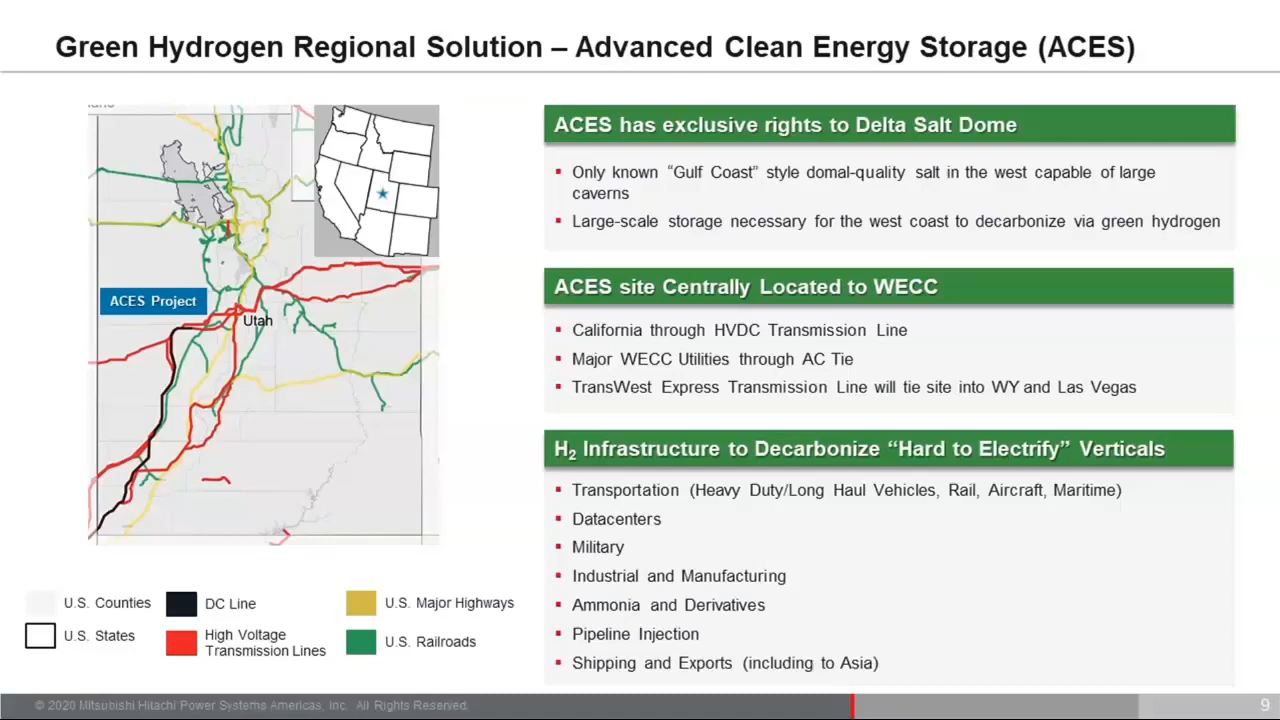 Green Hydrogen Regional Solution – Advanced Clean Energy Storage (ACES)
ACES Project
Utah
U.S. Counties
U.S. States
DC Line
High Voltage
Transmission Lines
U.S. Major Highways
U.S. Railroads
ACES has exclusive rights to Delta Salt Dome
▪ Only known “Gulf Coast” style domal-quality salt in the west capable of large
caverns
▪ Large-scale storage necessary for the west coast to decarbonize via green hydrogen
ACES site Centrally Located to WECC
▪ California through HVDC Transmission Line
▪ Major WECC Utilities through AC Tie
▪ TransWest Express Transmission Line will tie site into WY and Las Vegas
H₂ Infrastructure to Decarbonize “Hard to Electrify” Verticals
▪ Transportation (Heavy Duty/Long Haul Vehicles, Rail, Aircraft, Maritime)
▪ Datacenters
▪ Military
▪ Industrial and Manufacturing
▪ Ammonia and Derivatives
▪ Pipeline Injection
▪ Shipping and Exports (including to Asia)
© 2020 Mitsubishi Hitachi Power Systems Americas, Inc. All Rights Reserved.
9